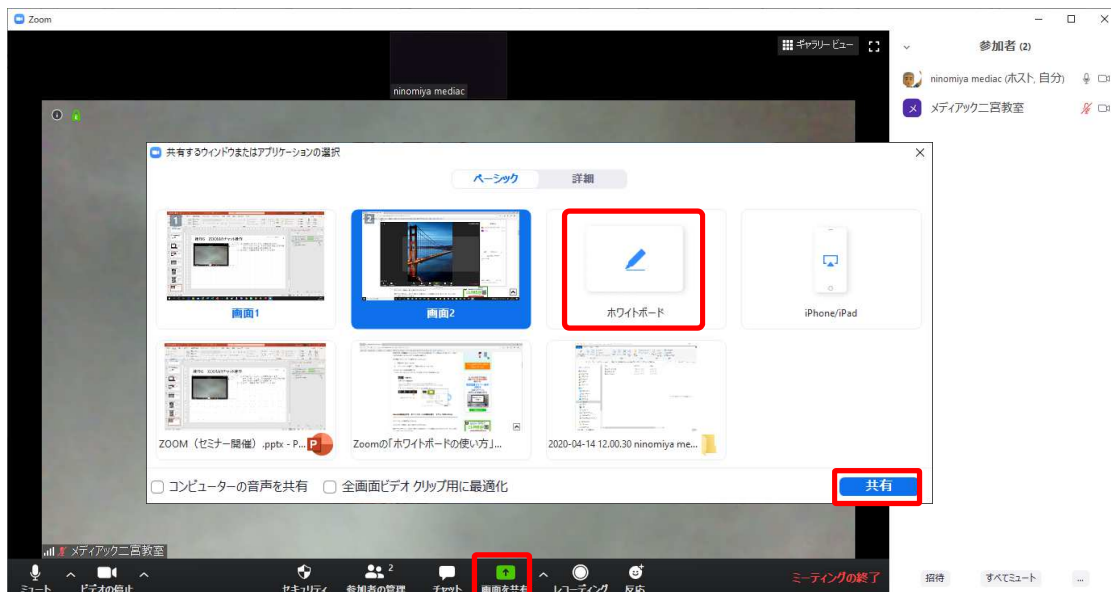 Zoom
ギャラリービュー
参加者 (2)
ninomiya mediac
ninomiya mediac (ホスト, 自分)
メディアック二宮教室
共有するウィンドウまたはアプリケーションの選択
ベーシック 詳細
1
2
画面1
画面2
ホワイトボード
iPhone/iPad
ZOOM（セミナー開催）.pptx - P...
Zoomの「ホワイトボードの使い方」...
2020-04-14 12.00.30 ninomiya me...
コンピューターの音声を共有
全画面ビデオ クリップ用に最適化
共有
メディアック二宮教室
ミュート
ビデオの停止
セキュリティ
2
参加者の管理
チャット
画面を共有
レコーディング
反応
ミーティングの終了
招待
すべてミュート
...